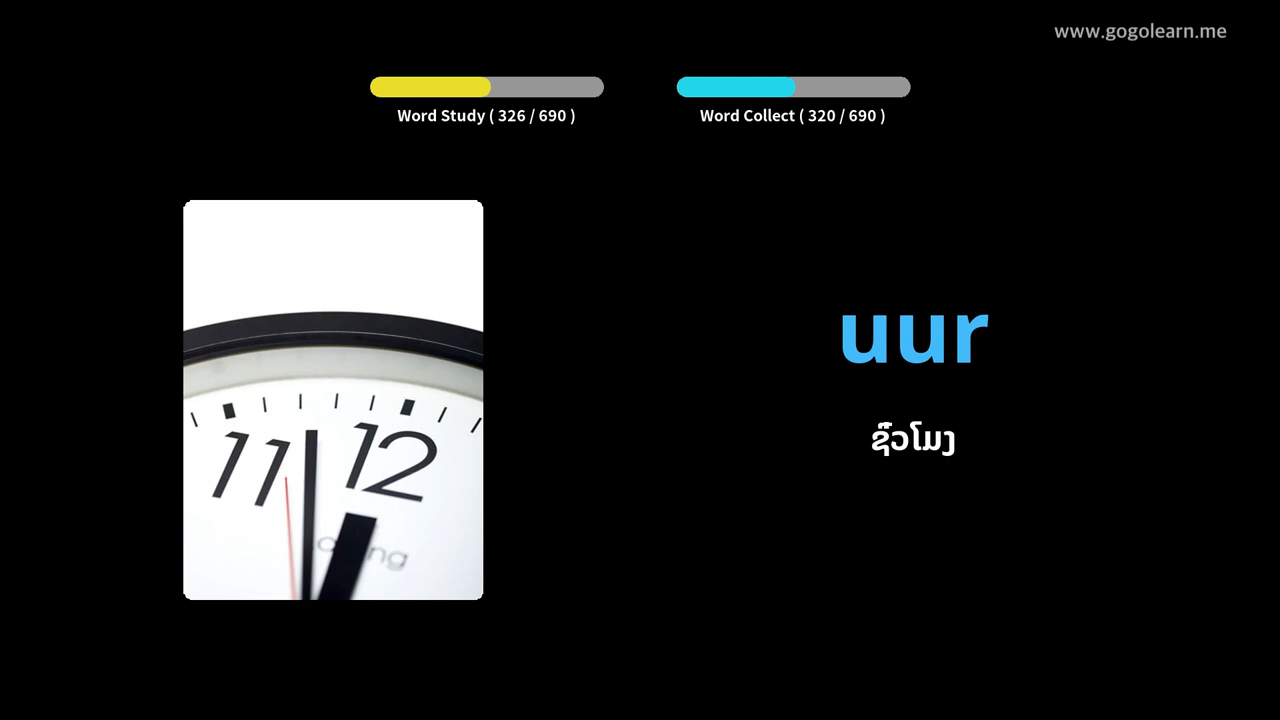 www.gogolearn.me
Word Study ( 326 / 690 )
Word Collect ( 320 / 690 )
11 12
uur
ຊົ່ວໂມງ